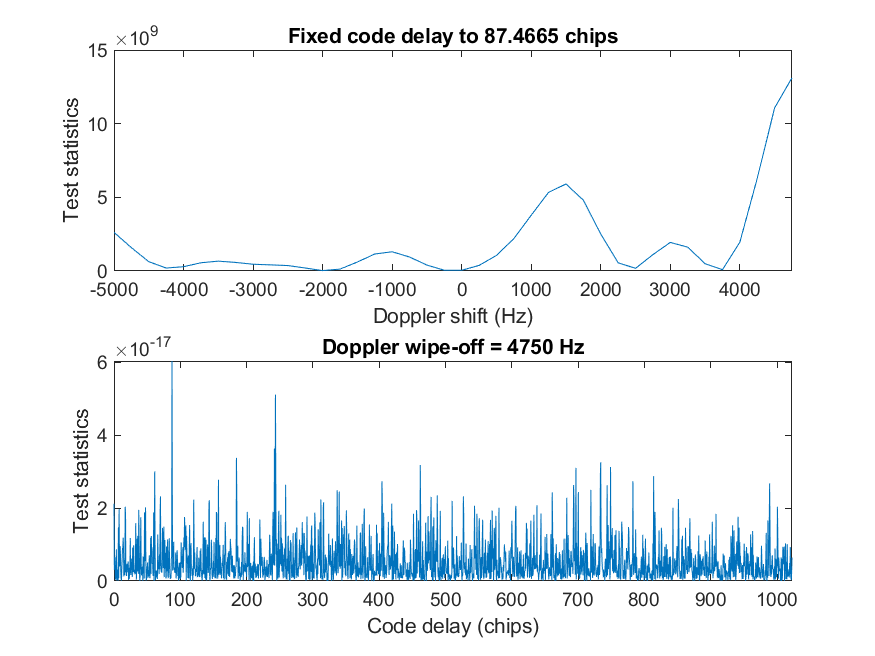 ×10^9
Fixed code delay to 87.4665 chips
15
10
5
0
Test statistics
-5000 -4000 -3000 -2000 -1000 0 1000 2000 3000 4000
Doppler shift (Hz)
×10^-17
Doppler wipe-off = 4750 Hz
6
4
2
0
Test statistics
0 100 200 300 400 500 600 700 800 900 1000
Code delay (chips)